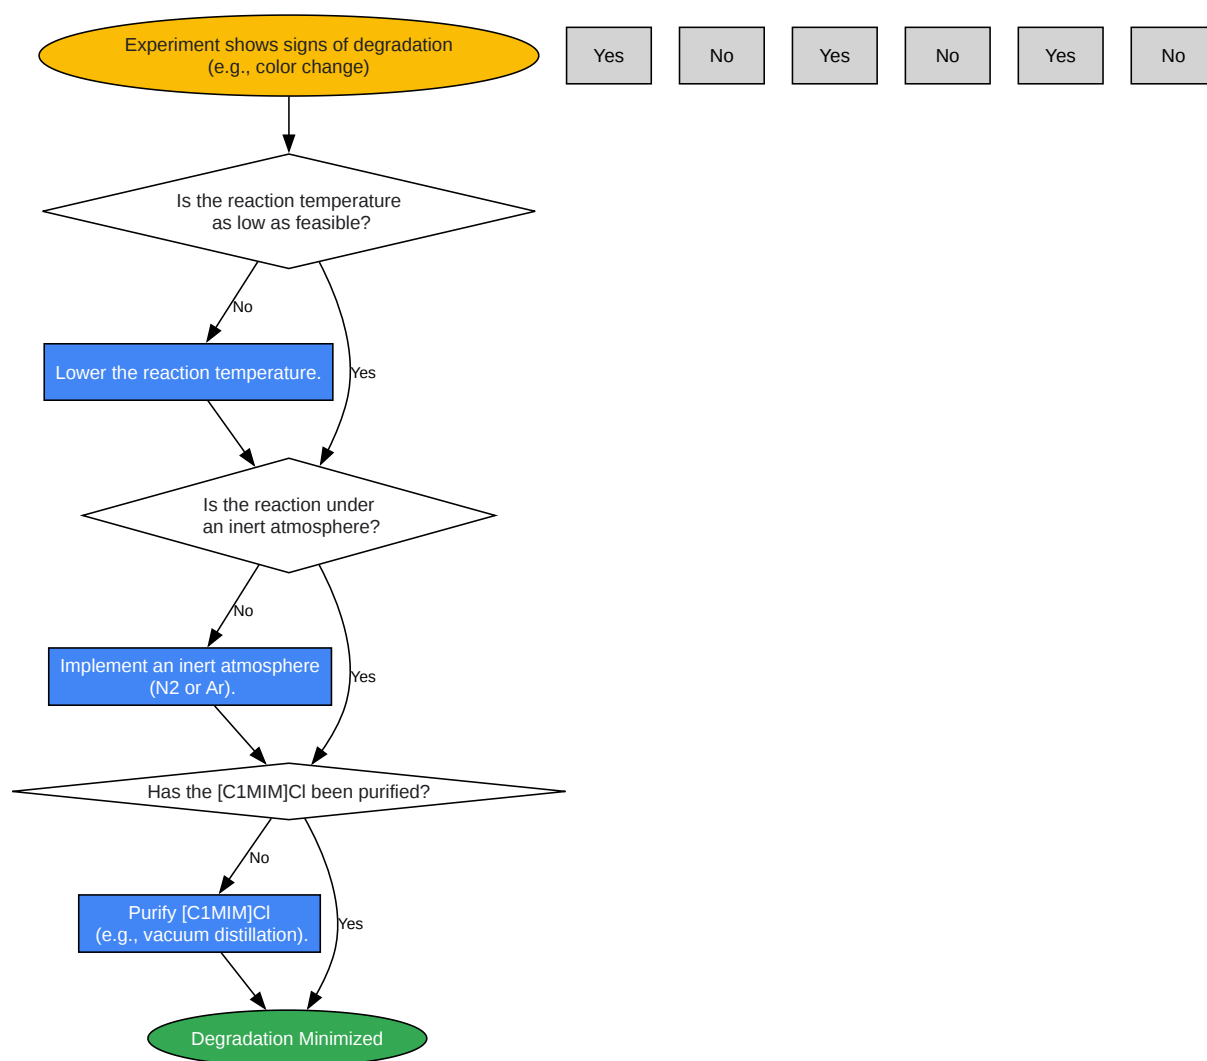 Experiment shows signs of degradation
(e.g., color change)
Yes
No
Yes
No
Yes
No
Is the reaction temperature
as low as feasible?
No
Lower the reaction temperature.
Yes
Is the reaction under
an inert atmosphere?
No
Implement an inert atmosphere
(N2 or Ar).
Yes
Has the [C1MIM]Cl been purified?
No
Purify [C1MIM]Cl
(e.g., vacuum distillation).
Yes
Degradation Minimized